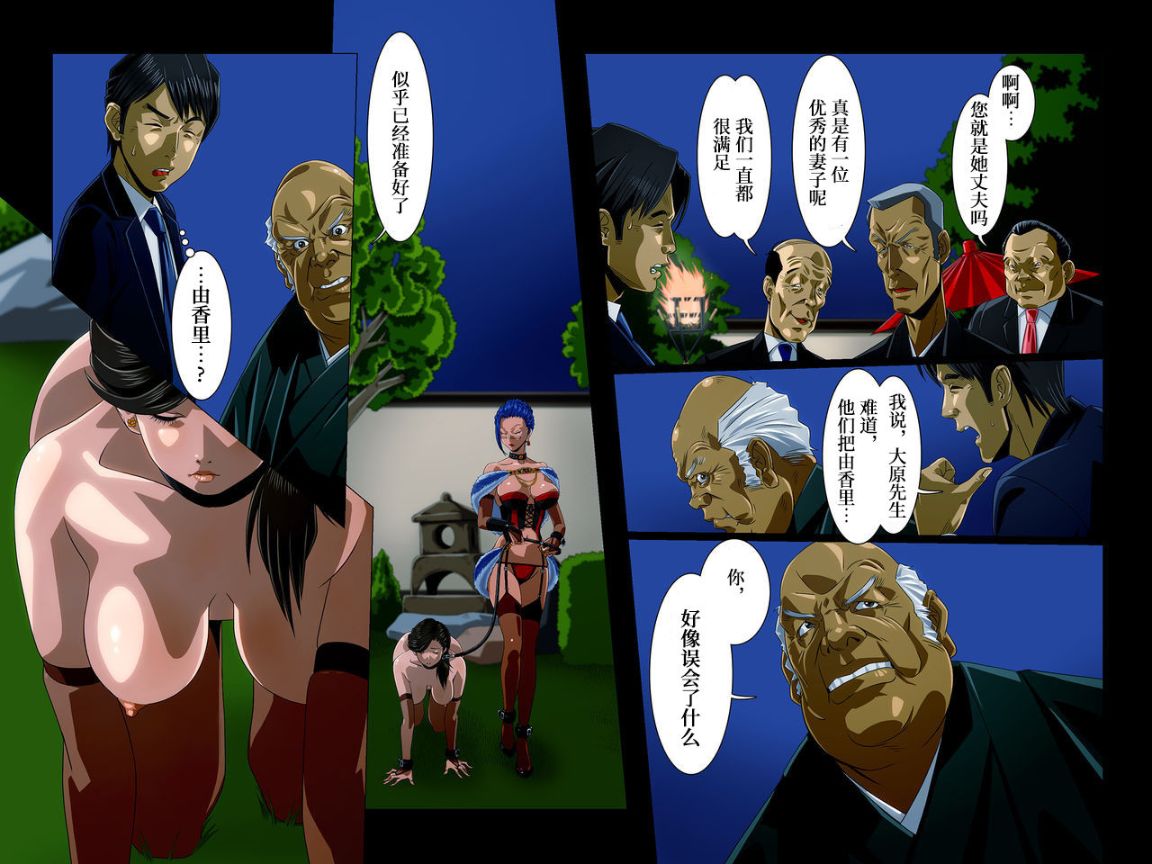 啊啊…
您就是她丈夫吗
真是有一位
优秀的妻子呢
我们一直都
很满足
我说，大原先生
难道，
他们把由香里…
你，
好像误会了什么
似乎已经准备好了
…由香里…?